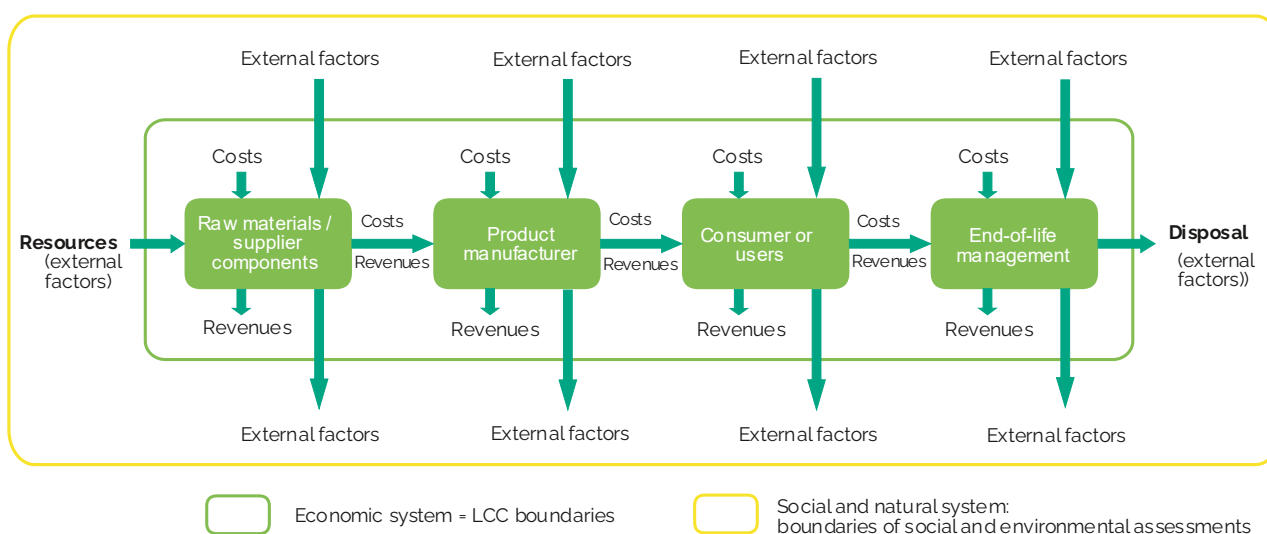 External factors
External factors
External factors
External factors
Costs
Costs
Costs
Costs
Resources
(external
factors)
Raw materials /
supplier
components
Costs
Revenues
Product
manufacturer
Costs
Revenues
Consumer or
users
Costs
Revenues
End-of-life
management
Disposal
(external
factors))
Revenues
Revenues
Revenues
Revenues
External factors
External factors
External factors
External factors
Economic system = LCC boundaries
Social and natural system:
boundaries of social and environmental assessments